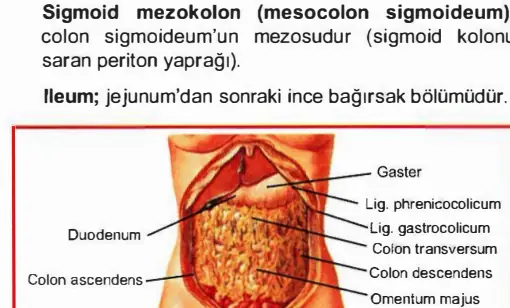 Sigmoid mezokolon (mesocolon sigmoideum)
colon sigmoideum'un mezosudur (sigmoid kolonu
saran periton yaprağı).
İleum; jejunum'dan sonraki ince bağırsak bölümüdür.
Gaster
Lig. phrenicocolicum
Lig. gastrocolicum
Duodenum
Colon transversum
Colon descendens
Colon ascendens
Omentum majus